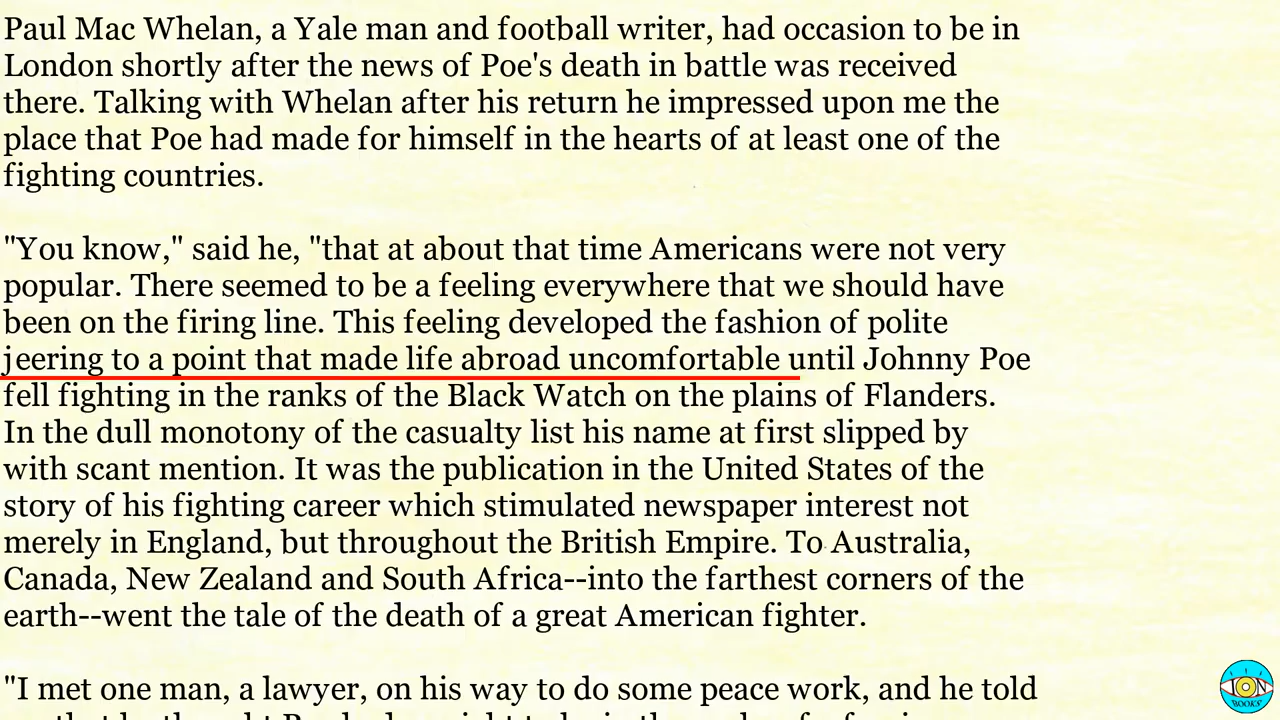 Paul Mac Whelan, a Yale man and football writer, had occasion to be in
London shortly after the news of Poe's death in battle was received
there. Talking with Whelan after his return he impressed upon me the
place that Poe had made for himself in the hearts of at least one of the
fighting countries.
"You know," said he, "that at about that time Americans were not very
popular. There seemed to be a feeling everywhere that we should have
been on the firing line. This feeling developed the fashion of polite
jeering to a point that made life abroad uncomfortable until Johnny Poe
fell fighting in the ranks of the Black Watch on the plains of Flanders.
In the dull monotony of the casualty list his name at first slipped by
with scant mention. It was the publication in the United States of the
story of his fighting career which stimulated newspaper interest not
merely in England, but throughout the British Empire. To Australia,
Canada, New Zealand and South Africa--into the farthest corners of the
earth--went the tale of the death of a great American fighter.
"I met one man, a lawyer, on his way to do some peace work, and he told
ION
BOOKS